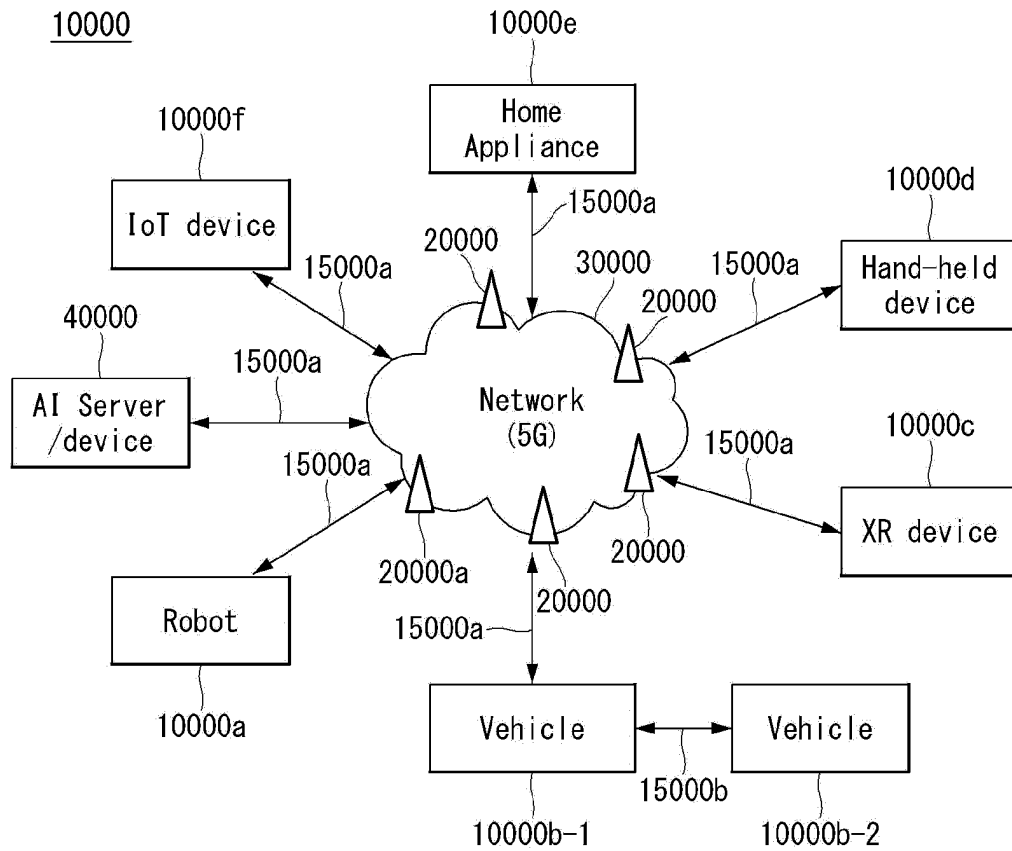 10000
10000e
Home
Appliance
10000f
IoT device
15000a
10000d
Hand-held
device
20000
30000
15000a
15000a
20000
40000
AI Server
/device
15000a
Network
(5G)
10000c
XR device
15000a
15000a
20000a
20000
20000
Robot
10000a
15000a
Vehicle
10000b-1
15000b
Vehicle
10000b-2